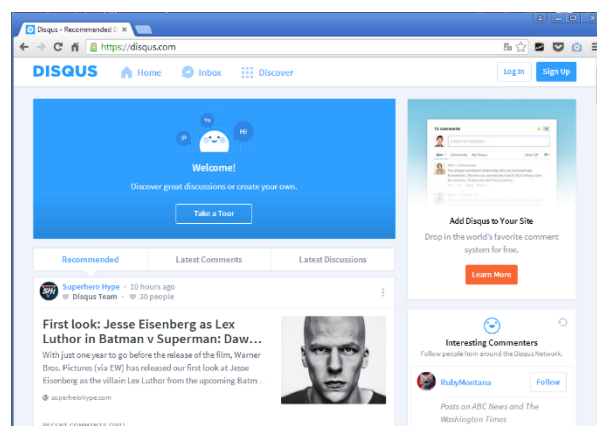 Disqus - Recommended D
https://disqus.com
DISQUS
Home
Inbox
Discover
Log In
Sign Up
:P
Yo
Hi
Welcome!
Discover great discussions or create your own.
Take a Tour
Recommended
Latest Comments
Latest Discussions
Superhero Hype · 10 hours ago
Disqus Team · 30 people
First look: Jesse Eisenberg as Lex
Luthor in Batman v Superman: Daw…
With just one year to go before the release of the film, Warner
Bros. Pictures (via EW) has released our first look at Jesse
Eisenberg as the villain Lex Luthor from the upcoming Batm…
superherohype.com
13 comments
Leave a message...
Add Disqus to Your Site
Drop in the world's favorite comment
system for free.
Learn More
Interesting Commenters
Follow people from around the Disqus Network.
RubyMontana
Follow
Posts on ABC News and The
Washington Times